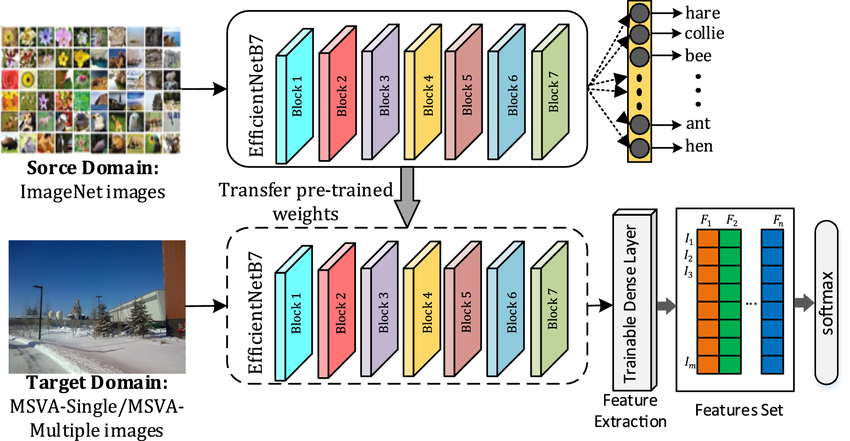 Sorce Domain:
ImageNet images
EfficientNetB7
Block 1
Block 2
Block 3
Block 4
Block 5
Block 6
Block 7
hare
collie
bee
ant
hen
Transfer pre-trained
weights
Target Domain:
MSVA-Single/MSVA-
Multiple images
EfficientNetB7
Block 1
Block 2
Block 3
Block 4
Block 5
Block 6
Block 7
Trainable Dense Layer
Feature
Extraction
F1 F2 Fn
I1
I2
I3
...
Im
Features Set
softmax